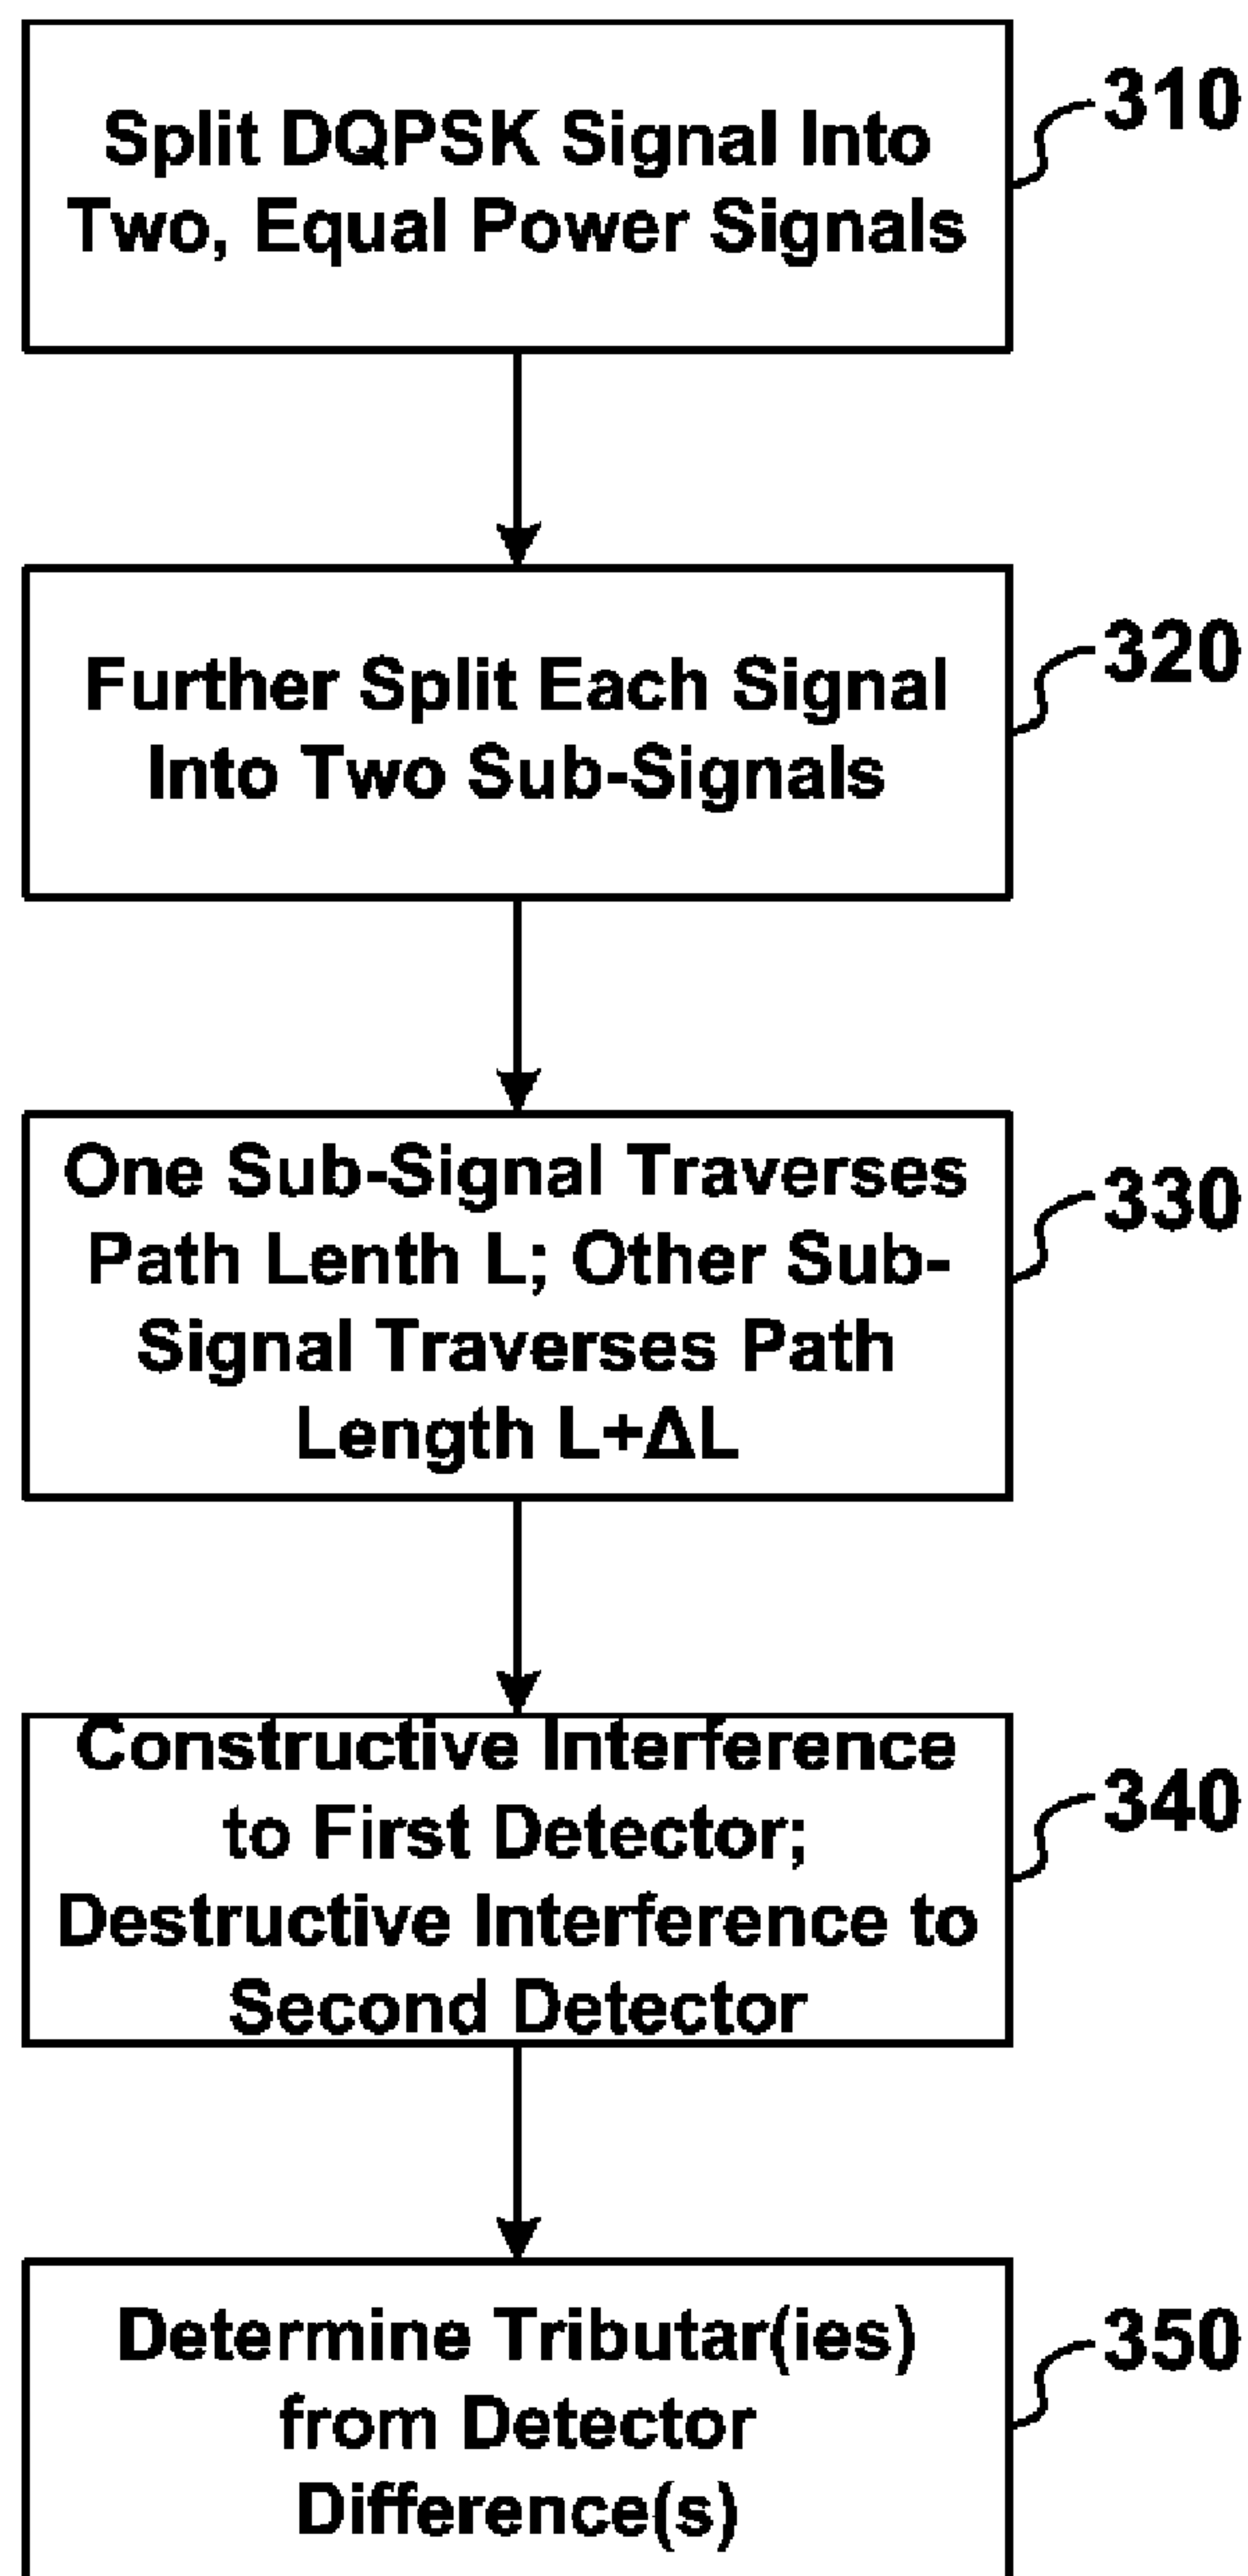 Split DQPSK Signal Into
Two, Equal Power Signals
310
Further Split Each Signal
Into Two Sub-Signals
320
One Sub-Signal Traverses
Path Lenth L; Other Sub-
Signal Traverses Path
Length L+ΔL
330
Constructive Interference
to First Detector;
Destructive Interference to
Second Detector
340
Determine Tributar(ies)
from Detector
Difference(s)
350